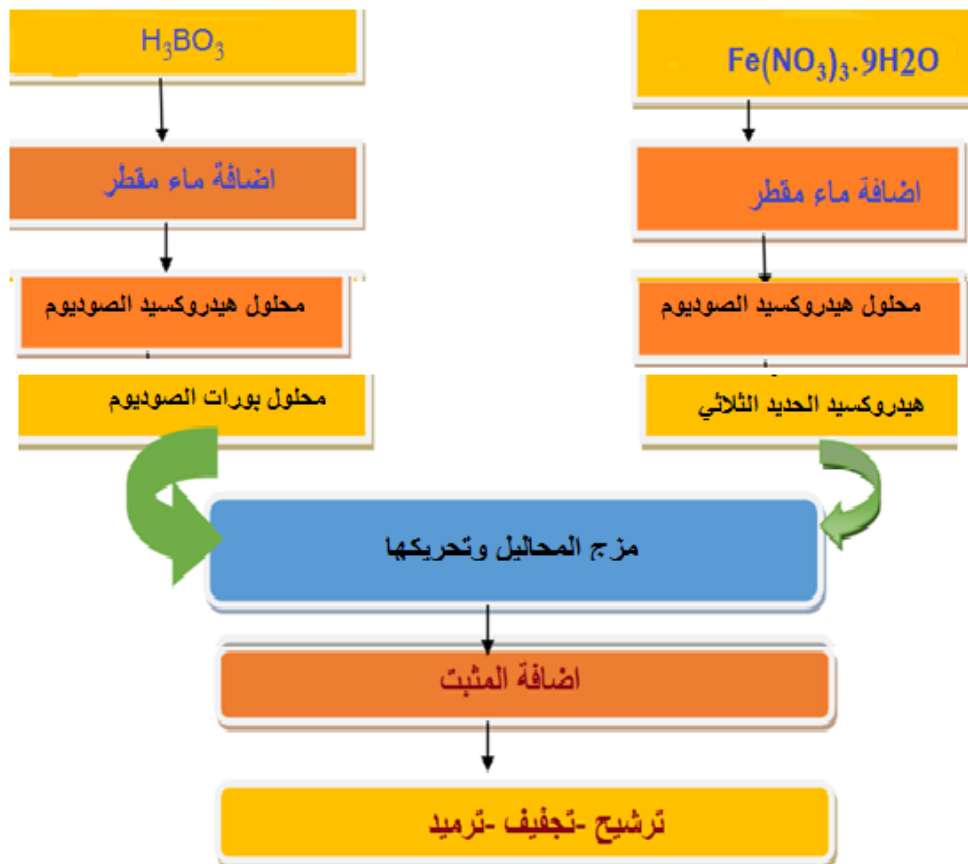 H₃BO₃
اضافة ماء مقطر
محلول هيدروكسيد الصوديوم
محلول بورات الصوديوم
Fe(NO₃)₃.9H2O
اضافة ماء مقطر
محلول هيدروكسيد الصوديوم
هيدروكسيد الحديد الثلاثي
مزج المحاليل وتحريكها
اضافة المثبت
ترشيح -تجفيف -ترميد